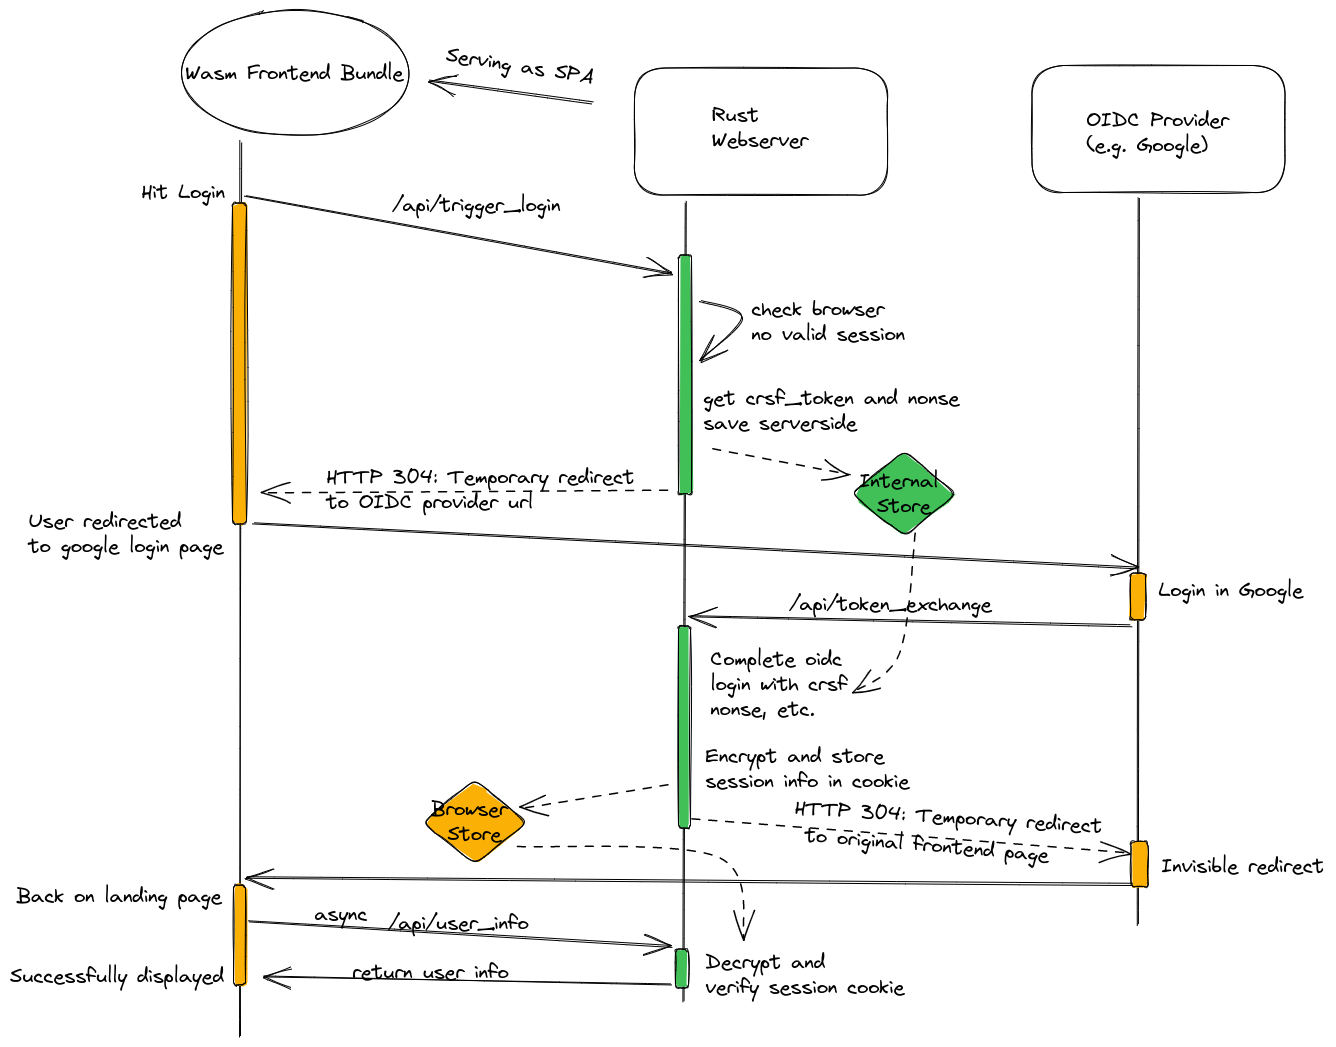 Wasm Frontend Bundle
Serving as SPA
Rust
Webserver
OIDC Provider
(e.g. Google)
Hit Login
/api/trigger_login
check browser
no valid session
get crsf_token and nonse
save serverside
HTTP 304: Temporary redirect
to OIDC provider url
Internal
Store
User redirected
to google login page
Login in Google
/api/token_exchange
Complete oidc
login with crsf
nonse, etc.
Encrypt and store
session info in cookie
Browser
Store
HTTP 304: Temporary redirect
to original frontend page
Invisible redirect
Back on landing page
async /api/user_info
Successfully displayed
return user info
Decrypt and
verify session cookie